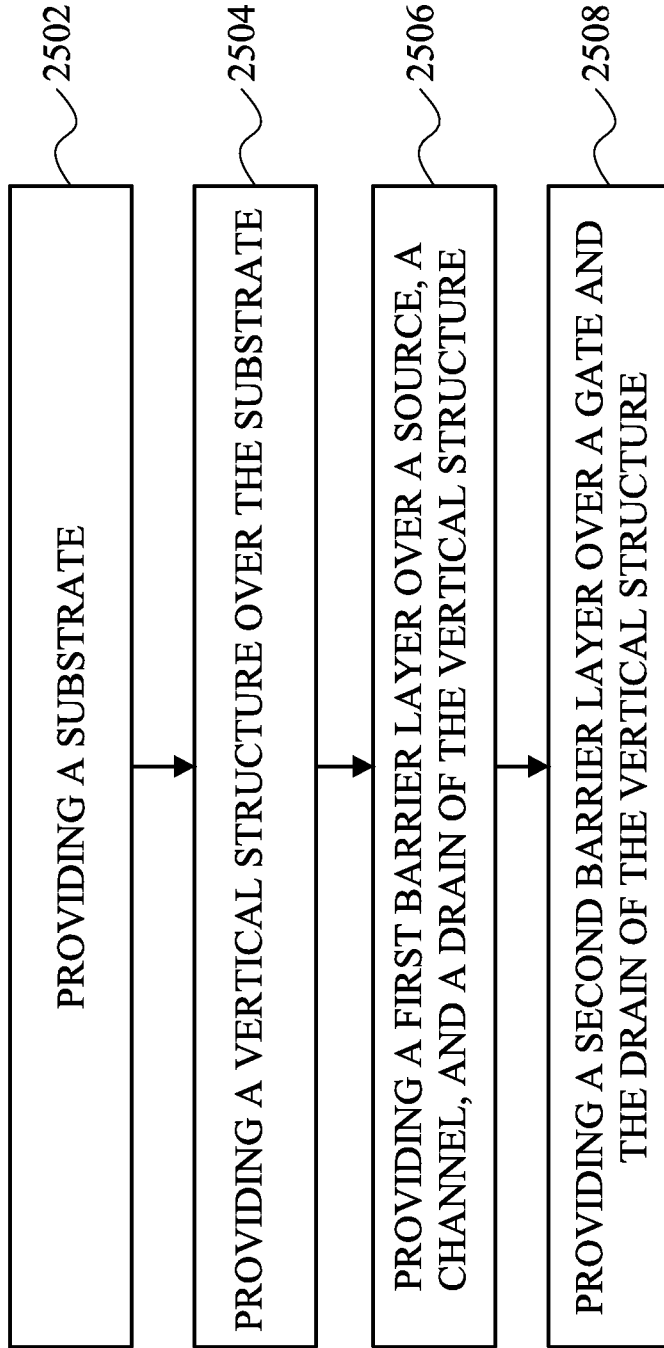 PROVIDING A SUBSTRATE
2502
PROVIDING A VERTICAL STRUCTURE OVER THE SUBSTRATE
2504
PROVIDING A FIRST BARRIER LAYER OVER A SOURCE, A
CHANNEL, AND A DRAIN OF THE VERTICAL STRUCTURE
2506
PROVIDING A SECOND BARRIER LAYER OVER A GATE AND
THE DRAIN OF THE VERTICAL STRUCTURE
2508